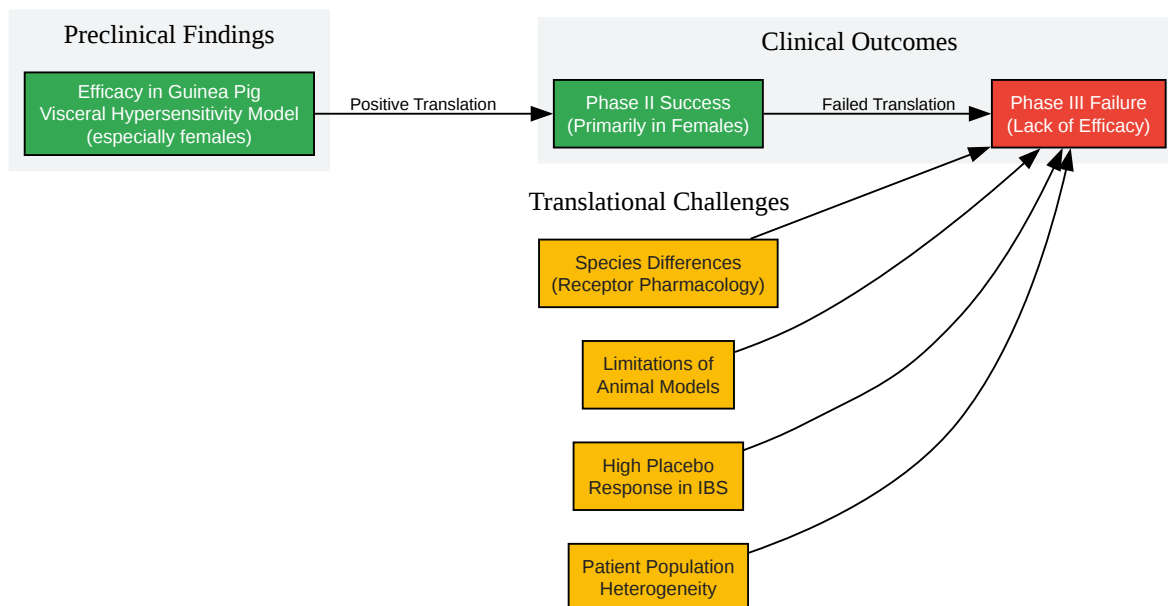 Preclinical Findings
Efficacy in Guinea Pig
Visceral Hypersensitivity Model
(especially females)
Positive Translation
Clinical Outcomes
Phase II Success
(Primarily in Females)
Failed Translation
Phase III Failure
(Lack of Efficacy)
Translational Challenges
Species Differences
(Receptor Pharmacology)
Limitations of
Animal Models
High Placebo
Response in IBS
Patient Population
Heterogeneity